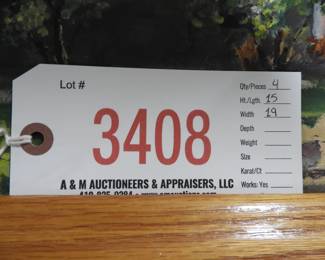 Lot #
3408
A & M AUCTIONEERS & APPRAISERS, LLC
Qty/Pieces 4
Ht./Lgth. 15
Width 19
Depth
Weight
Size
Karat/Ct
Works: Yes